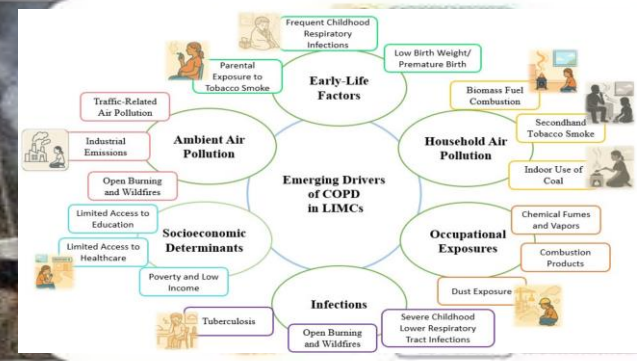 Frequent Childhood
Respiratory
Infections
Low Birth Weight/
Premature Birth
Parental
Exposure to
Tobacco Smoke
Early-Life
Factors
Biomass Fuel
Combustion
Traffic-Related
Air Pollution
Secondhand
Tobacco Smoke
Industrial
Emissions
Ambient Air
Pollution
Household Air
Pollution
Indoor Use of
Coal
Open Burning
and Wildfires
Emerging Drivers
of COPD
in LIMCs
Limited Access to
Education
Chemical Fumes
and Vapors
Socioeconomic
Determinants
Occupational
Exposures
Limited Access to
Healthcare
Combustion
Products
Poverty and Low
Income
Dust Exposure
Infections
Tuberculosis
Severe Childhood
Lower Respiratory
Tract Infections
Open Burning
and Wildfires